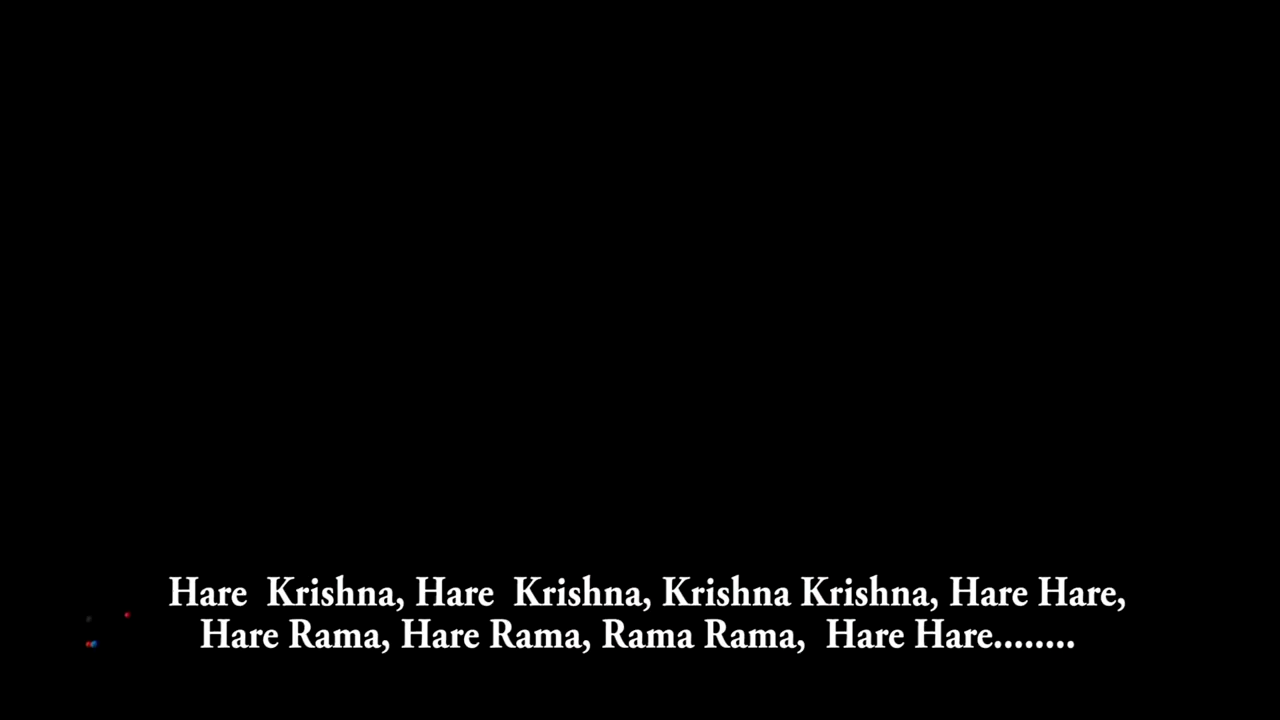 Hare  Krishna, Hare  Krishna, Krishna Krishna, Hare Hare,
Hare Rama, Hare Rama, Rama Rama,  Hare Hare........